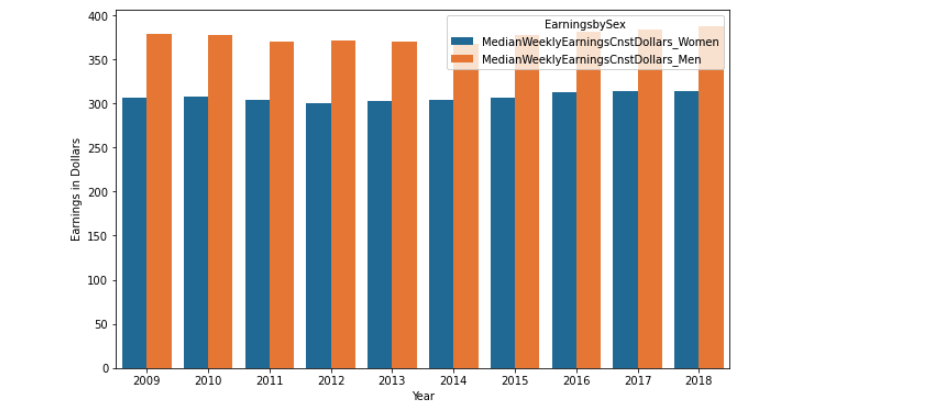 400
350
300
250
200
150
100
50
0
Earnings in Dollars
EarningsbySex
MedianWeeklyEarningsCnstDollars_Women
MedianWeeklyEarningsCnstDollars_Men
2009 2010 2011 2012 2013 2014 2015 2016 2017 2018
Year